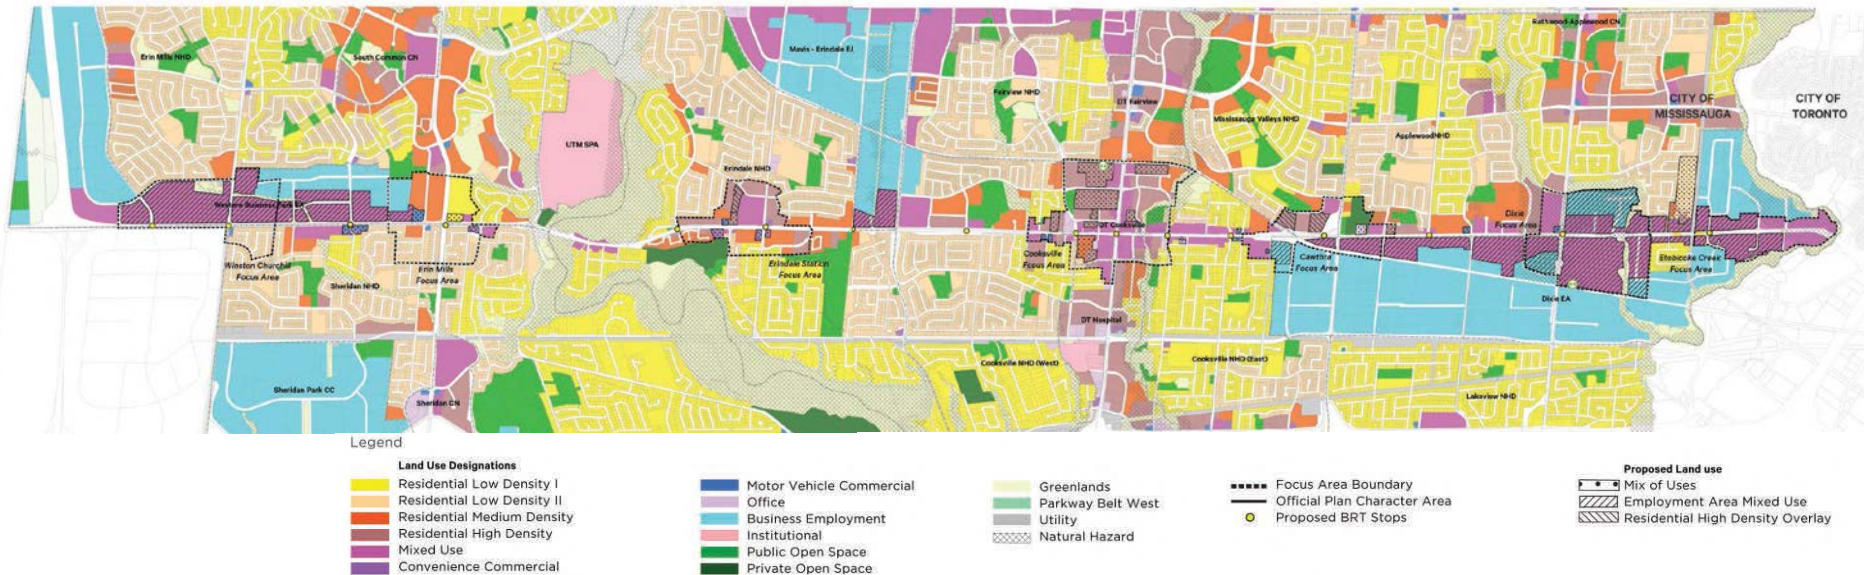 Rathwood-Applewood CN
Mavis - Erindale EA
Erin Mills NHD
South Common CN
Fairview NHD
CITY OF
MISSISSAUGA
CITY OF
TORONTO
DT Fairview
Mississauga Valleys NHD
Applewood NHD
UTM SPA
Erindale NHD
Western Business Park EA
Dixie
Focus Area
DT Cooksville
Winston Churchill
Focus Area
Erin Mills
Focus Area
Erindale Station
Focus Area
Cooksville
Focus Area
Cawthra
Focus Area
Etobicoke Creek
Focus Area
Sheridan NHD
Dixie EA
DT Hospital
Cooksville NHD (West)
Cooksville NHD (East)
Sheridan Park CC
Sheridan CN
Lakeview NHD
Legend
Land Use Designations
Residential Low Density I
Residential Low Density II
Residential Medium Density
Residential High Density
Mixed Use
Convenience Commercial
Motor Vehicle Commercial
Office
Business Employment
Institutional
Public Open Space
Private Open Space
Greenlands
Parkway Belt West
Utility
Natural Hazard
Focus Area Boundary
Official Plan Character Area
Proposed BRT Stops
Proposed Land use
Mix of Uses
Employment Area Mixed Use
Residential High Density Overlay